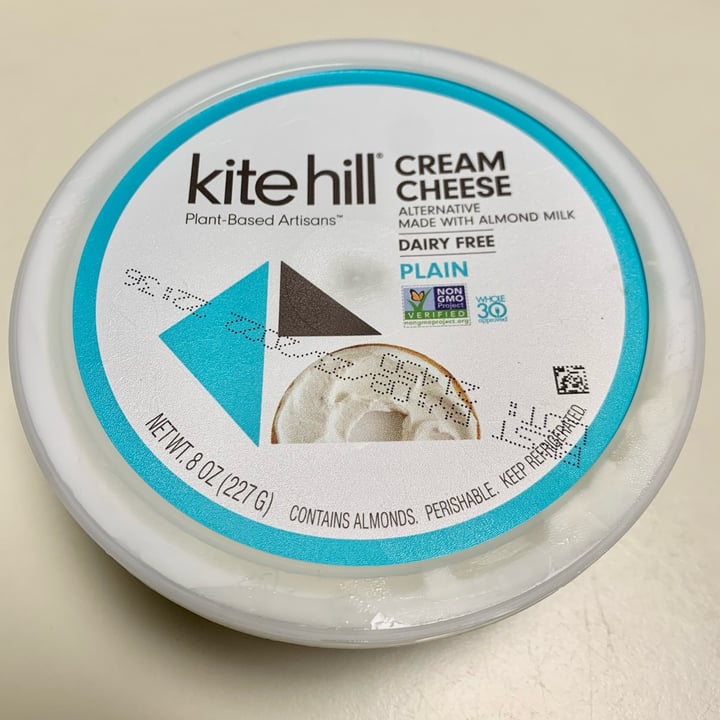 kite hill®
Plant-Based Artisans™
CREAM
CHEESE
ALTERNATIVE
MADE WITH ALMOND MILK
DAIRY FREE
PLAIN
NON
GMO
Project
VERIFIED
nongmoproject.org
WHOLE
30
approved
NET WT. 8 OZ (227 G)
CONTAINS ALMONDS. PERISHABLE. KEEP REFRIGERATED.